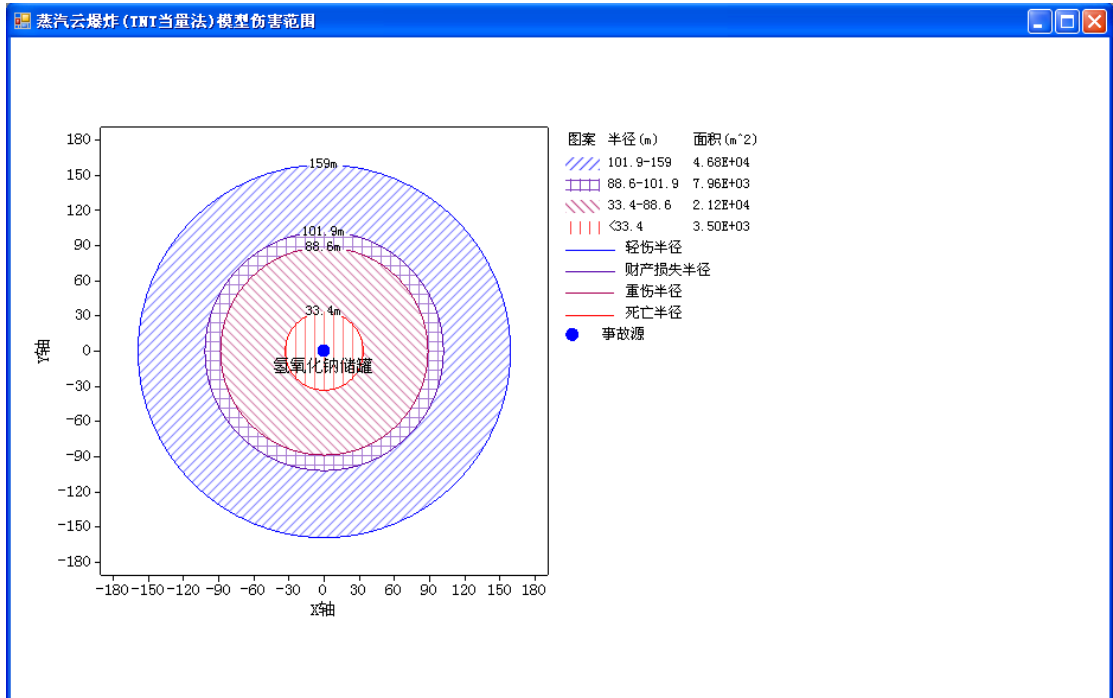 蒸汽云爆炸(TNT当量法)模型伤害范围
图案 半径(m) 面积(m^2)
101.9-159 4.68E+04
88.6-101.9 7.96E+03
33.4-88.6 2.12E+04
<33.4 3.50E+03
轻伤半径
财产损失半径
重伤半径
死亡半径
事故源
180
150
120
90
60
30
0
-30
-60
-90
-120
-150
-180
Y轴
159m
101.9m
88.6m
33.4m
氢氧化钠储罐
-180 -150 -120 -90 -60 -30 0 30 60 90 120 150 180
X轴